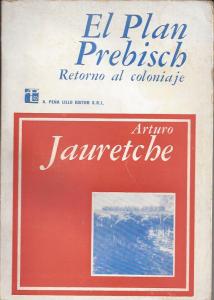 El Plan
Prebisch
Retorno al coloniaje
A. PEÑA LILLO EDITOR S.R.L.
Arturo
Jauretche